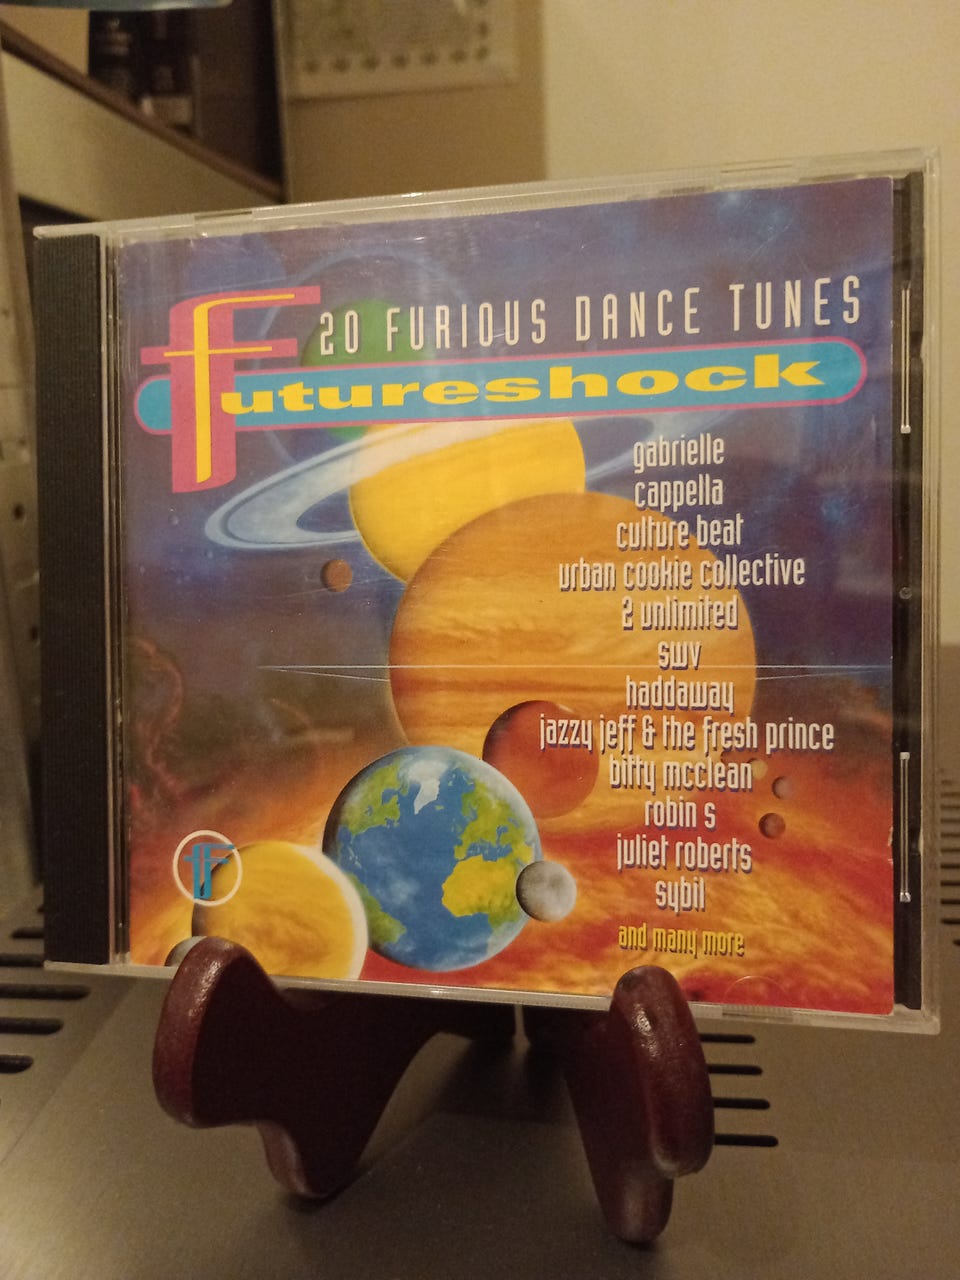 20 FURIOUS DANCE TUNES
futureshock
gabrielle
cappella
culture beat
urban cookie collective
2 unlimited
swv
haddaway
jazzy jeff & the fresh prince
bitty mcclean
robin s
juliet roberts
sybil
and many more
fF